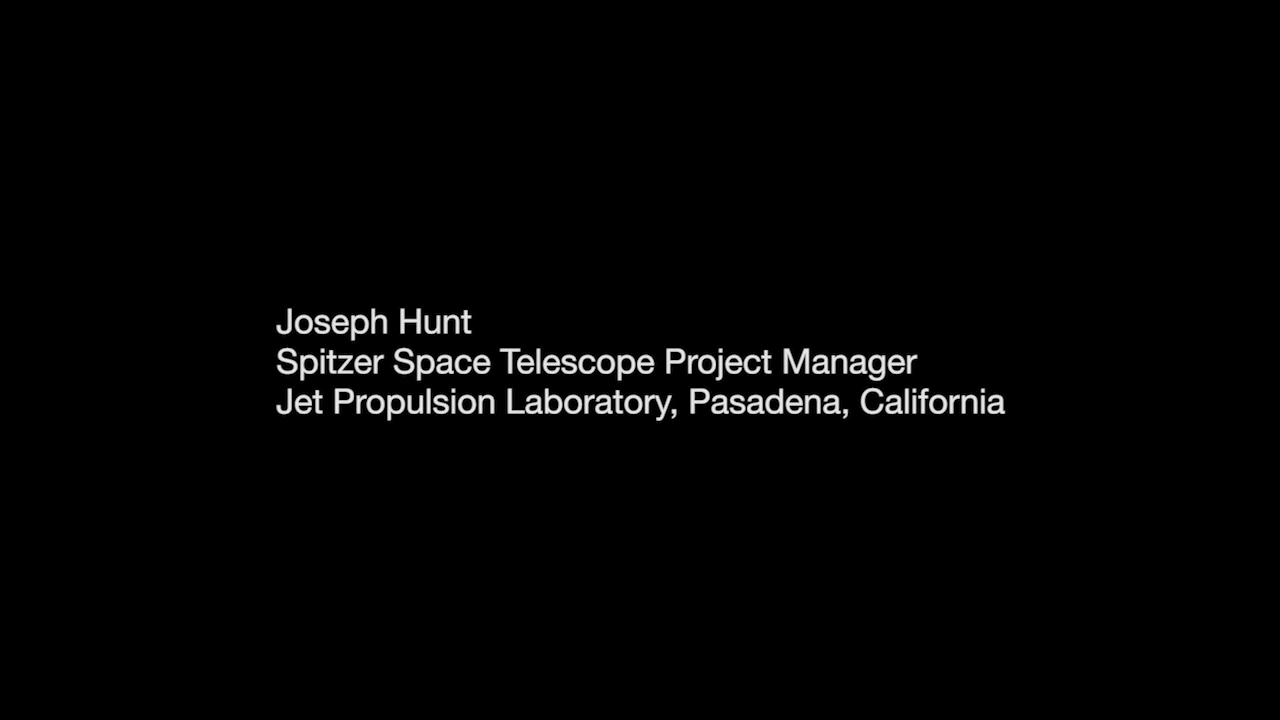 Joseph Hunt
Spitzer Space Telescope Project Manager
Jet Propulsion Laboratory, Pasadena, California